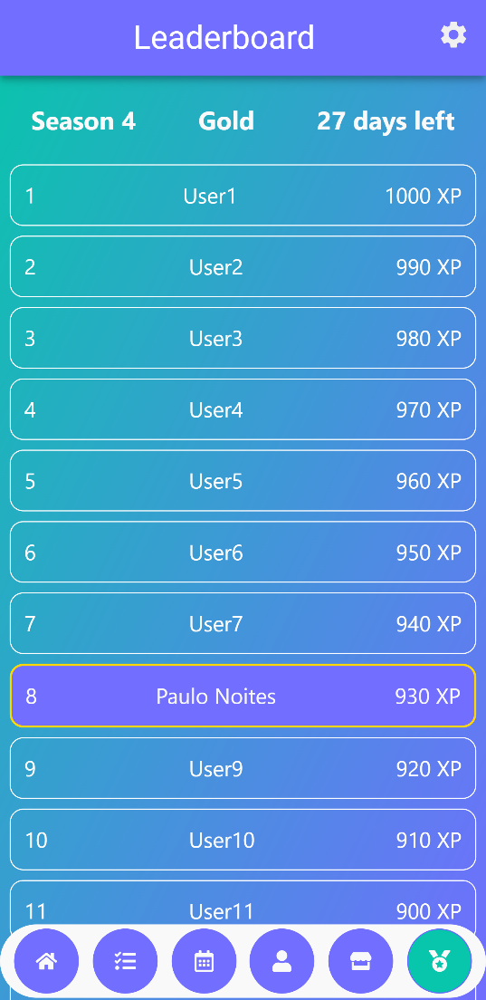 Leaderboard
Season 4 Gold 27 days left
1 User1 1000 XP
2 User2 990 XP
3 User3 980 XP
4 User4 970 XP
5 User5 960 XP
6 User6 950 XP
7 User7 940 XP
8 Paulo Noites 930 XP
9 User9 920 XP
10 User10 910 XP
11 User11 900 XP